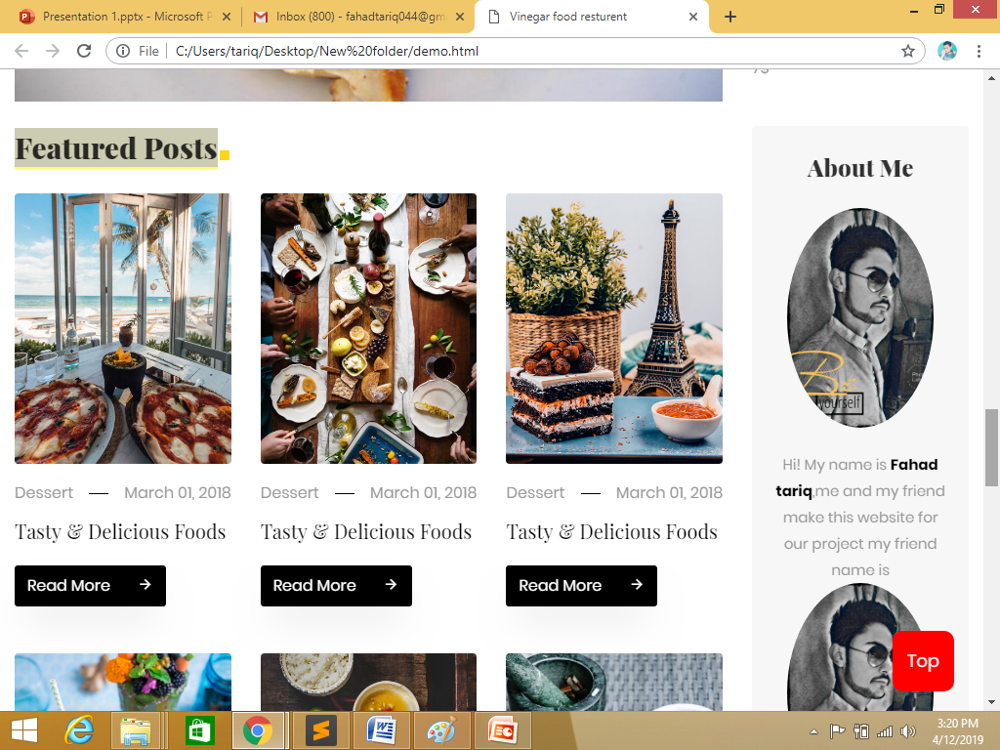 Presentation 1.pptx - Microsoft P
Inbox (800) - fahadtariq044@gm
Vinegar food resturent
File
C:/Users/tariq/Desktop/New%20folder/demo.html
Featured Posts.
Dessert — March 01, 2018
Tasty & Delicious Foods
Read More →
Dessert — March 01, 2018
Tasty & Delicious Foods
Read More →
PARIS
Dessert — March 01, 2018
Tasty & Delicious Foods
Read More →
About Me
Be
yourself
Hi! My name is Fahad
tariq,me and my friend
make this website for
our project my friend
name is
Top
3:20 PM
4/12/2019